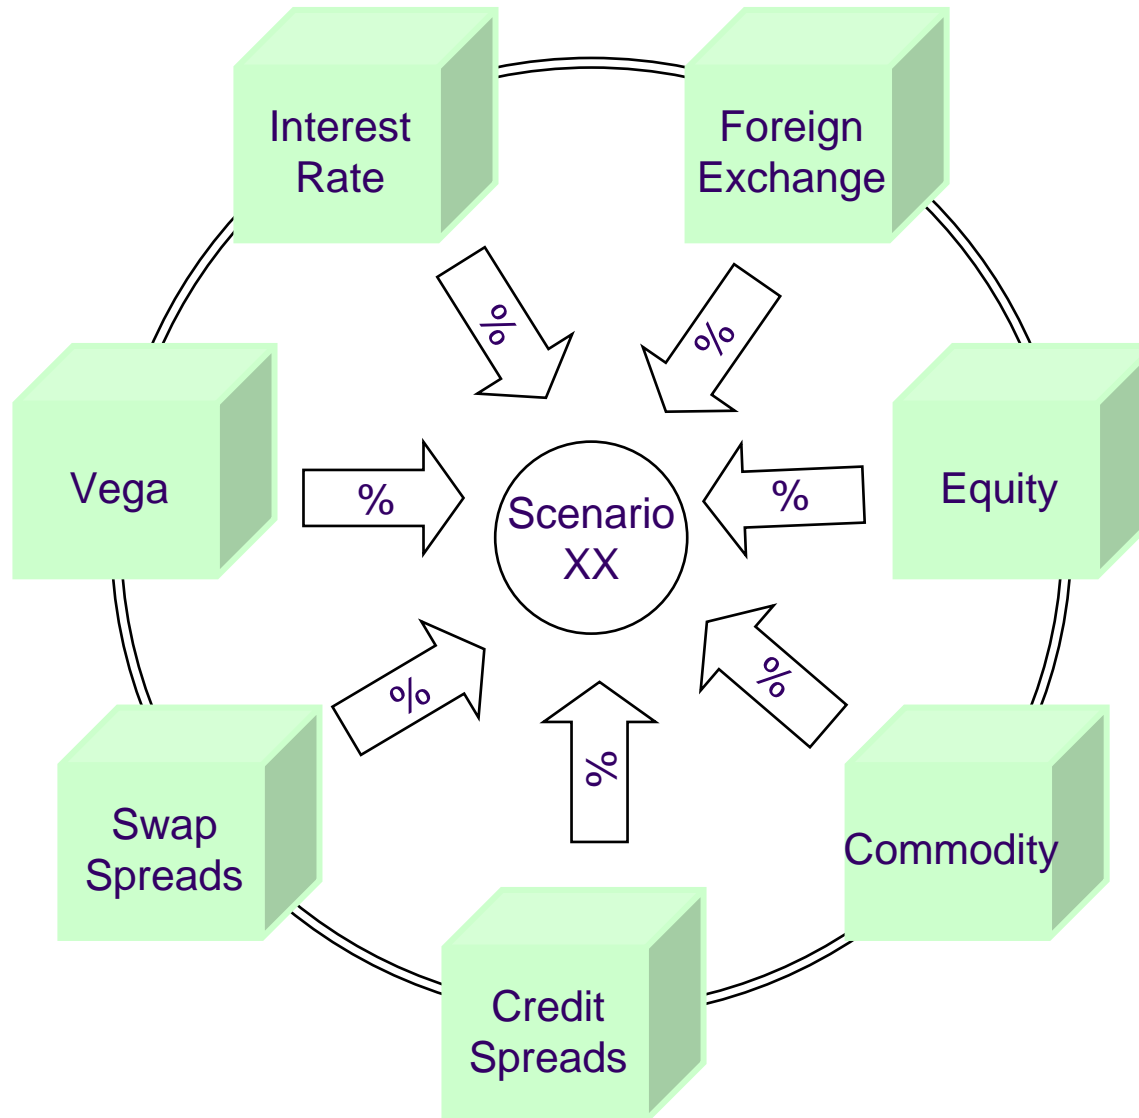 Interest
Rate
Foreign
Exchange
%
%
Vega
%
Scenario
XX
%
Equity
%
%
%
Swap
Spreads
Commodity
Credit
Spreads